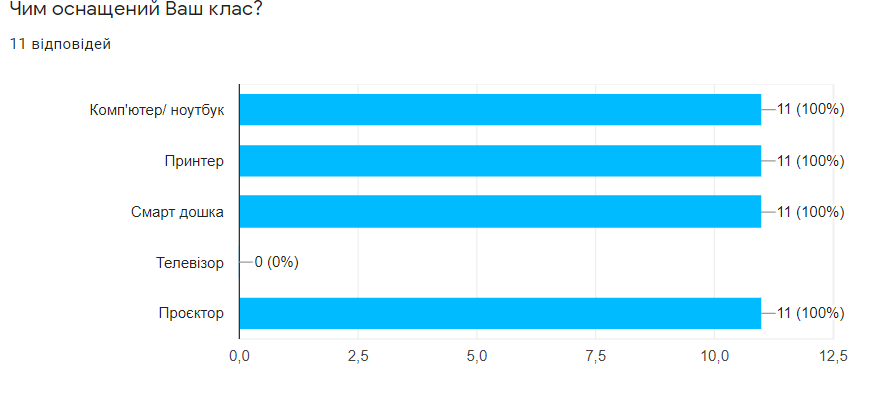 Чим оснащений Ваш клас?
11 відповідей
Комп'ютер/ ноутбук 11 (100%)
Принтер 11 (100%)
Смарт дошка 11 (100%)
Телевізор 0 (0%)
Проєктор 11 (100%)
0,0 2,5 5,0 7,5 10,0 12,5